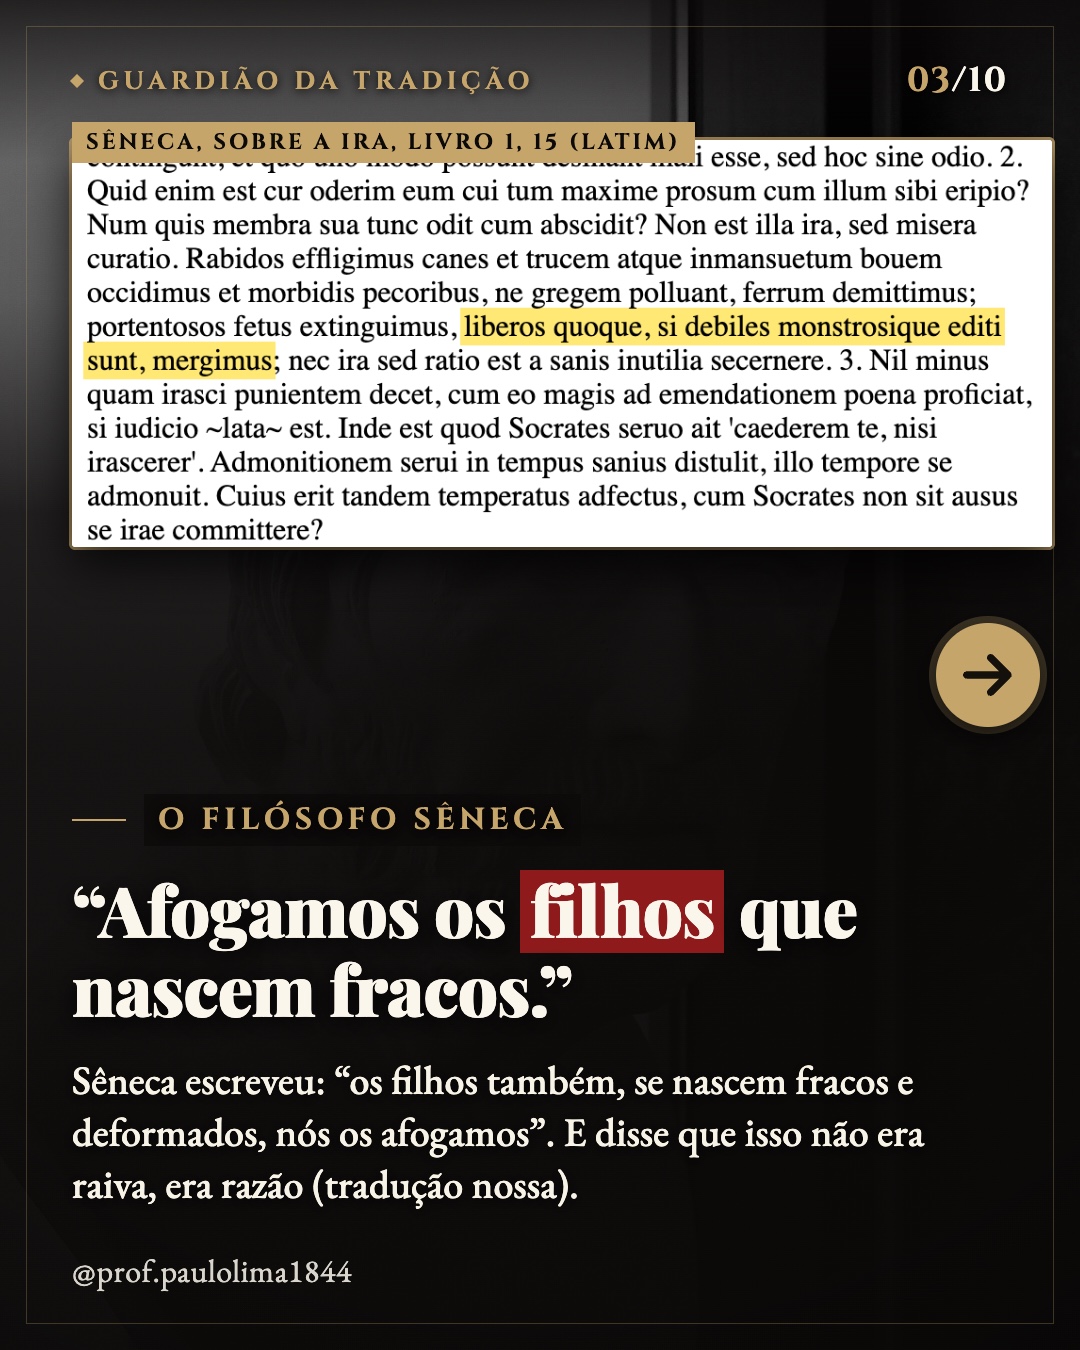 GUARDIÃO DA TRADIÇÃO
03/10
SÊNECA, SOBRE A IRA, LIVRO 1, 15 (LATIM)
esse, sed hoc sine odio. 2.
Quid enim est cur oderim eum cui tum maxime prosum cum illum sibi eripio?
Num quis membra sua tunc odit cum abscidit? Non est illa ira, sed misera
curatio. Rabidos effligimus canes et trucem atque inmansuetum bouem
occidimus et morbidis pecoribus, ne gregem polluant, ferrum demittimus;
portentosos fetus extinguimus, liberos quoque, si debiles monstrosique editi
sunt, mergimus; nec ira sed ratio est a sanis inutilia secernere. 3. Nil minus
quam irasci punientem decet, cum eo magis ad emendationem poena proficiat,
si iudicio ~lata~ est. Inde est quod Socrates seruo ait 'caederem te, nisi
irascerer'. Admonitionem serui in tempus sanius distulit, illo tempore se
admonuit. Cuius erit tandem temperatus adfectus, cum Socrates non sit ausus
se irae committere?
O FILÓSOFO SÊNECA
“Afogamos os filhos que
nascem fracos.”
Sêneca escreveu: “os filhos também, se nascem fracos e
deformados, nós os afogamos”. E disse que isso não era
raiva, era razão (tradução nossa).
@prof.paulolima1844